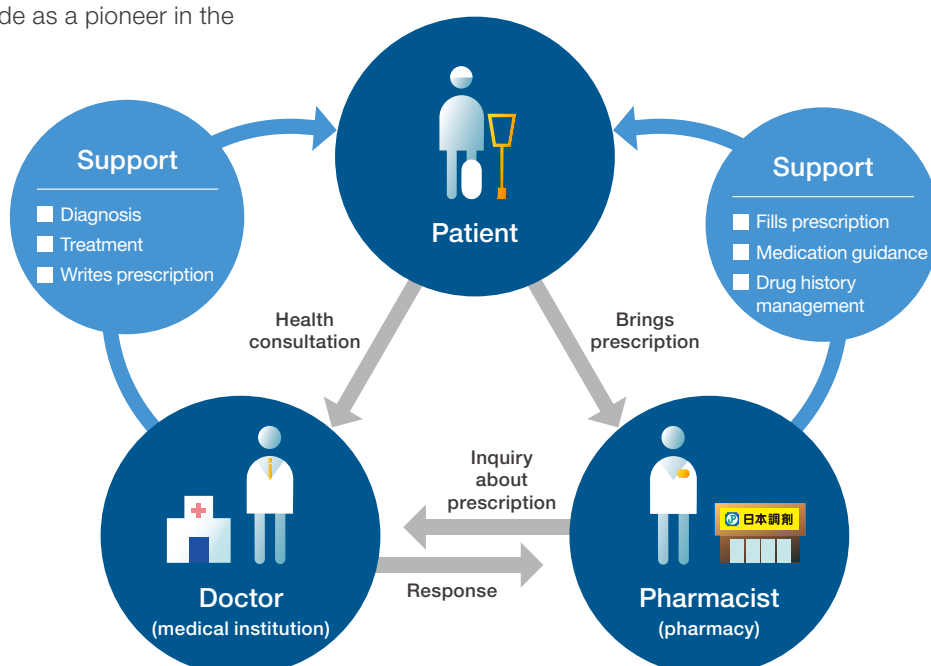 de as a pioneer in the
Patient
Support
Diagnosis
Treatment
Writes prescription
Support
Fills prescription
Medication guidance
Drug history
management
Health
consultation
Brings
prescription
Inquiry
about
prescription
Response
Doctor
(medical institution)
日本調剤
Pharmacist
(pharmacy)